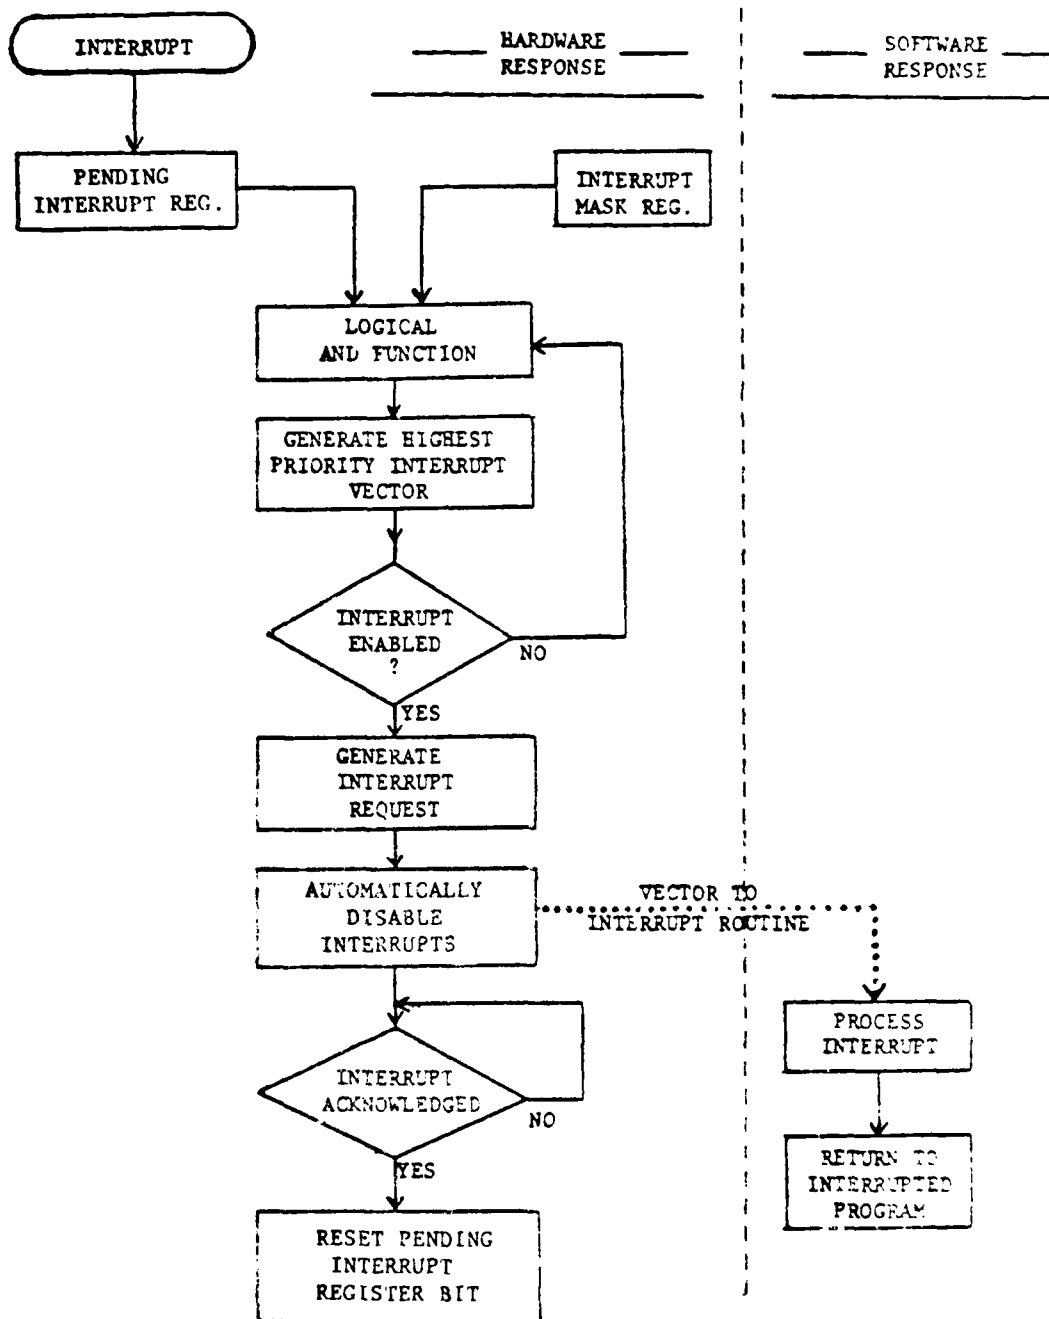 INTERRUPT
HARDWARE
RESPONSE
SOFTWARE
RESPONSE
PENDING
INTERRUPT REG.
INTERRUPT
MASK REG.
LOGICAL
AND FUNCTION
GENERATE HIGHEST
PRIORITY INTERRUPT
VECTOR
INTERRUPT
ENABLED
?
NO
YES
GENERATE
INTERRUPT
REQUEST
AUTOMATICALLY
DISABLE
INTERRUPTS
VECTOR TO
INTERRUPT ROUTINE
PROCESS
INTERRUPT
INTERRUPT
ACKNOWLEDGED
NO
YES
RETURN TO
INTERRUPTED
PROGRAM
RESET PENDING
INTERRUPT
REGISTER BIT